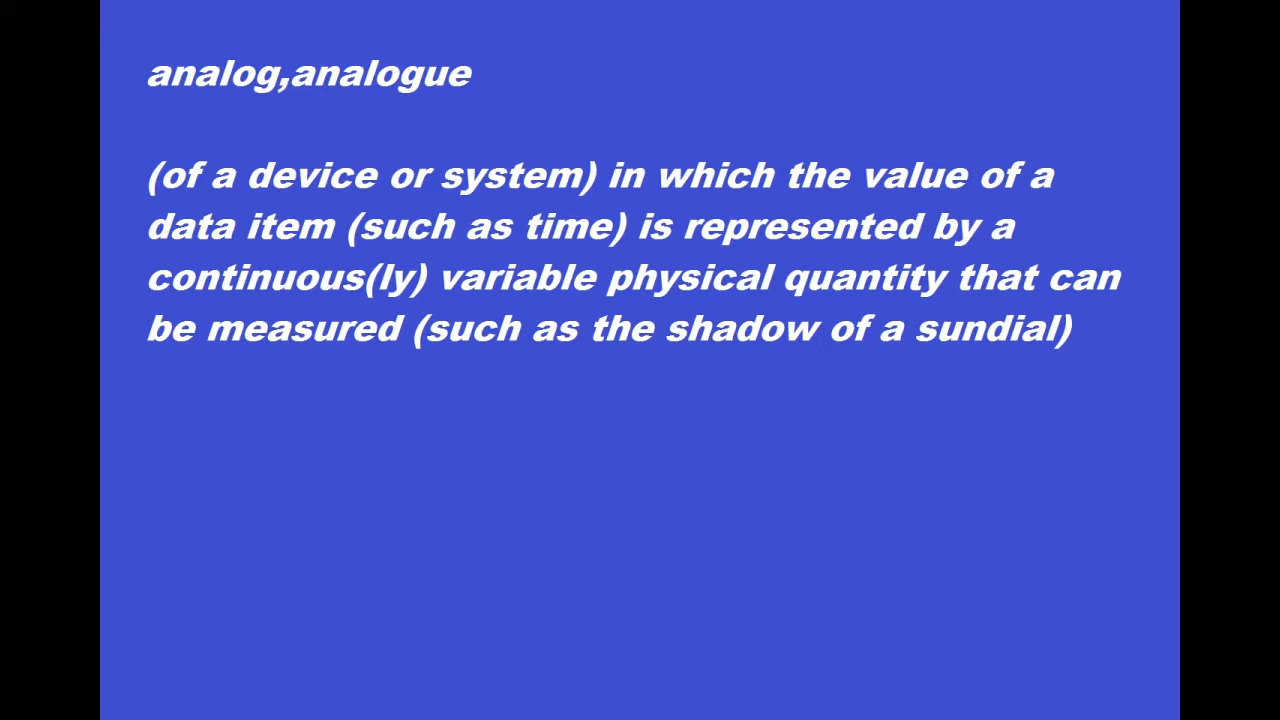 analog,analogue
(of a device or system) in which the value of a
data item (such as time) is represented by a
continuous(ly) variable physical quantity that can
be measured (such as the shadow of a sundial)